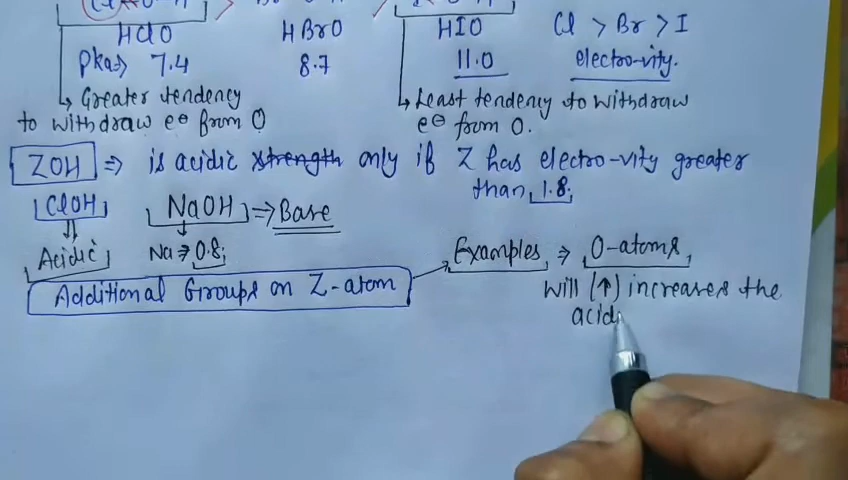 HClO HBrO HIO Cl > Br > I
Pka⇒ 7.4 8.7 11.0 electro-vity.
↳ Greater tendency
to withdraw e⊖ from O
↳ Least tendency to withdraw
e⊖ from O.
ZOH ⇒ is acidic strength only if Z has electro-vity greater
than 1.8;
ClOH NaOH ⇒ Base
Acidic Na⇒ 0.8;
Additional Groups on Z-atom
Examples ⇒ O-atoms,
will (↑) increases the
acid